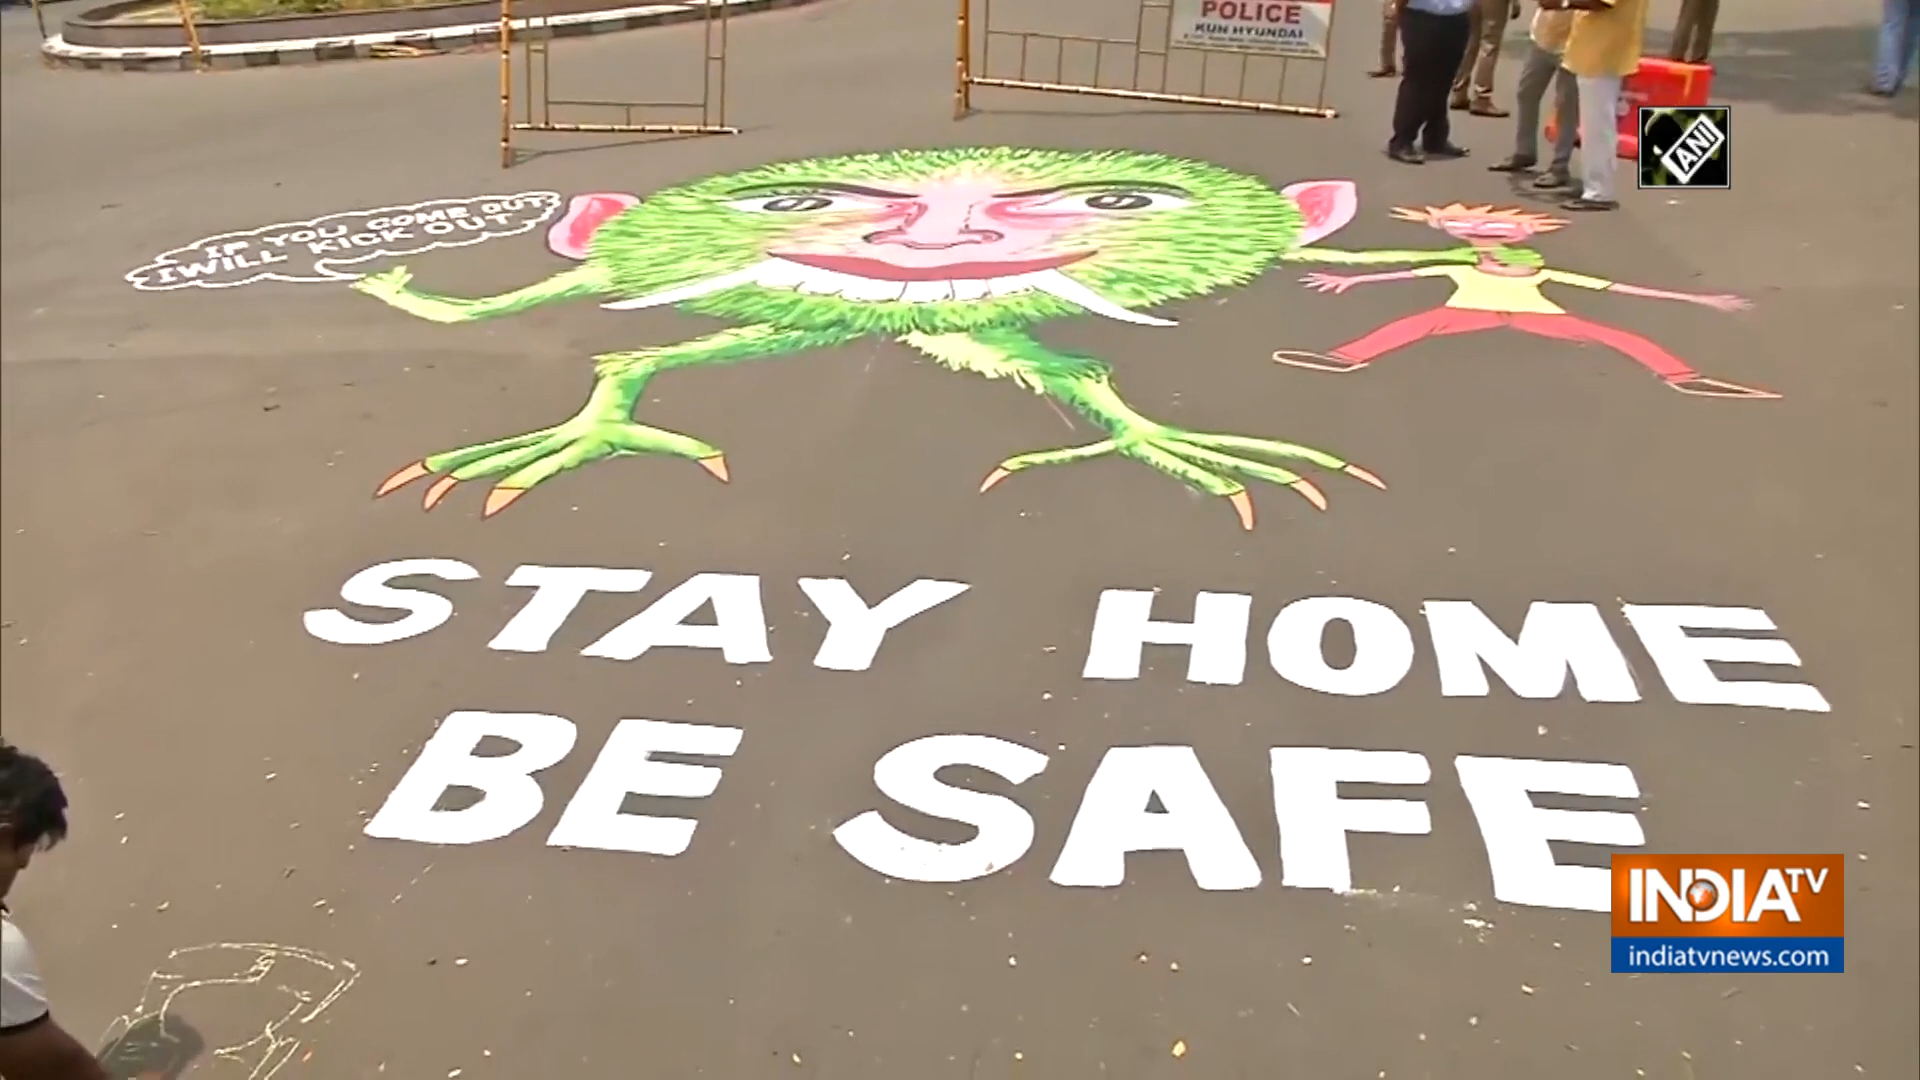 POLICE
KUN HYUNDAI
ANI
IF YOU COME OUT
I WILL KICK OUT
STAY HOME
BE SAFE
INDIA TV
indiatvnews.com